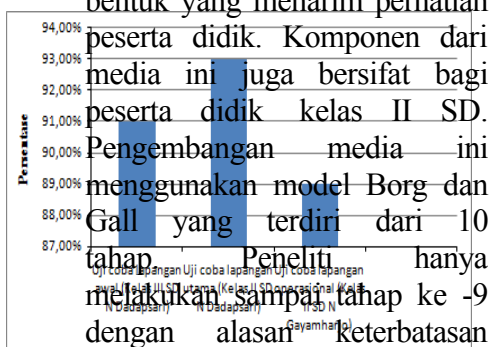 bentuk yang menarim perhatian
peserta didik. Komponen dari
media ini juga bersifat bagi
peserta didik kelas II SD.
Pengembangan media ini
menggunakan model Borg dan
Gall yang terdiri dari 10
tahap. Peneliti hanya
melakukan sampai tahap ke -9
dengan alasan keterbatasan
94,00%
93,00%
92,00%
91,00%
90,00%
89,00%
88,00%
87,00%
Persentase
Uji coba lapangan Uji coba lapangan Uji coba lapangan
awal (Kelas III SD utama (Kelas II SD operasional (Kelas
N Dadapsari) N Dadapsari) II SD N
Gayamharjo)